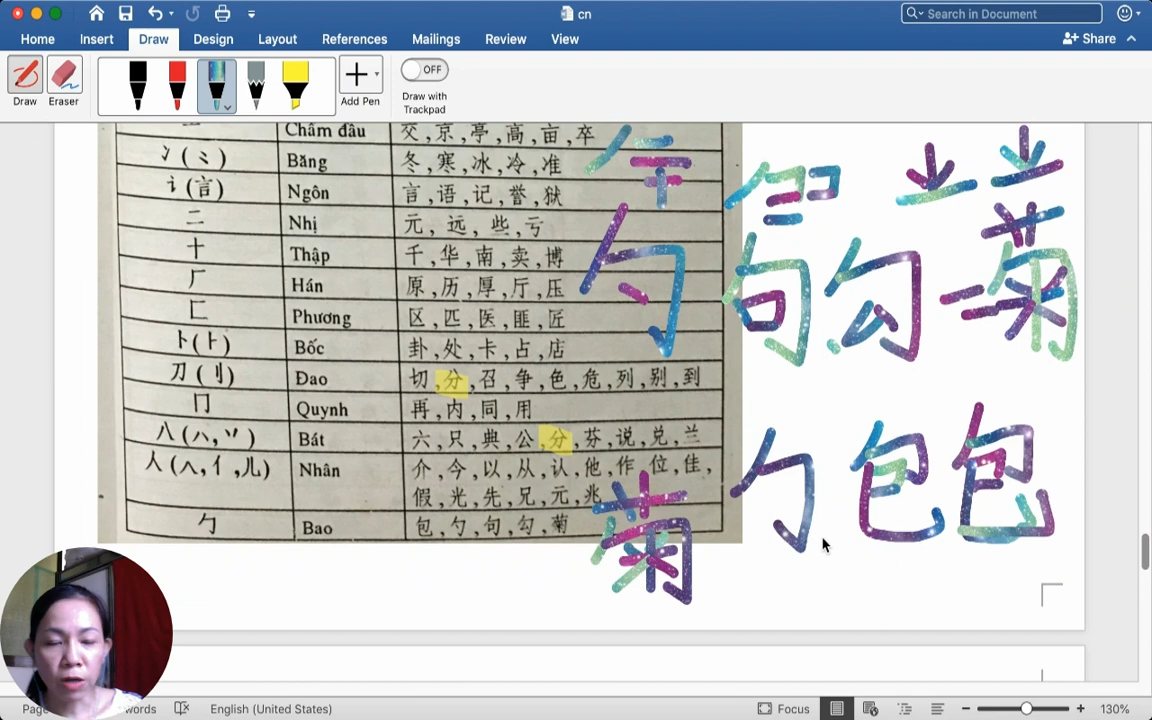 cn
Search in Document
Home Insert Draw Design Layout References Mailings Review View Share
OFF
Draw Eraser Add Pen Draw with
Trackpad
Chấm đầu 交,京,亭,高,亩,卒
冫(⺀) Băng 冬,寒,冰,冷,准
讠(言) Ngôn 言,语,记,誉,狱
二 Nhị 元,远,些,亏
十 Thập 千,华,南,卖,博
厂 Hán 原,历,厚,厅,压
匚 Phương 区,匹,医,匪,匠
卜(⺊) Bốc 卦,处,卡,占,店
刀(刂) Đao 切,分,召,争,色,危,列,别,到
冂 Quynh 再,内,同,用
八(ハ,丷) Bát 六,只,典,公,分,芬,说,兑,兰
人(𠆢,亻,儿) Nhân 介,今,以,从,认,他,作,位,佳,
假,光,先,兄,元,兆
勹 Bao 包,勺,句,勾,菊
勺 句 勾 菊
菊 勹 包 包
English (United States) Focus 130%